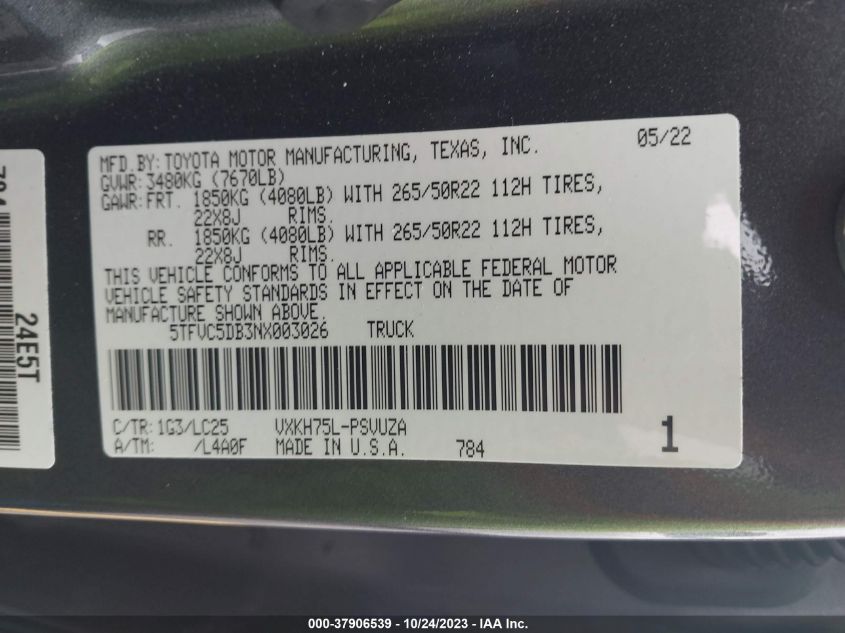 MFD. BY: TOYOTA MOTOR MANUFACTURING, TEXAS, INC. 05/22
GVWR: 3480KG (7670LB)
GAWR: FRT. 1850KG (4080LB) WITH 265/50R22 112H TIRES,
22X8J RIMS.
RR. 1850KG (4080LB) WITH 265/50R22 112H TIRES,
22X8J RIMS.
THIS VEHICLE CONFORMS TO ALL APPLICABLE FEDERAL MOTOR
VEHICLE SAFETY STANDARDS IN EFFECT ON THE DATE OF
MANUFACTURE SHOWN ABOVE.
5TFVC5DB3NX003026 TRUCK
C/TR: 1G3/LC25 VXKH75L-PSVUZA
A/TM: /L4A0F MADE IN U.S.A. 784 1
24E5T
000-37906539 - 10/24/2023 - IAA Inc.